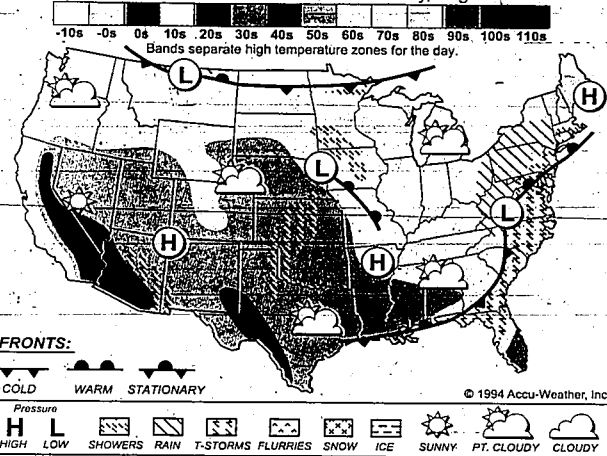 -10s -0s 0s 10s 20s 30s 40s 50s 60s 70s 80s 90s 100s 110s
Bands separate high temperature zones for the day.
L
H
L
L
H
H
FRONTS:
COLD WARM STATIONARY
© 1994 Accu-Weather, Inc
Pressure
H L
HIGH LOW SHOWERS RAIN T-STORMS FLURRIES SNOW ICE SUNNY PT. CLOUDY CLOUDY